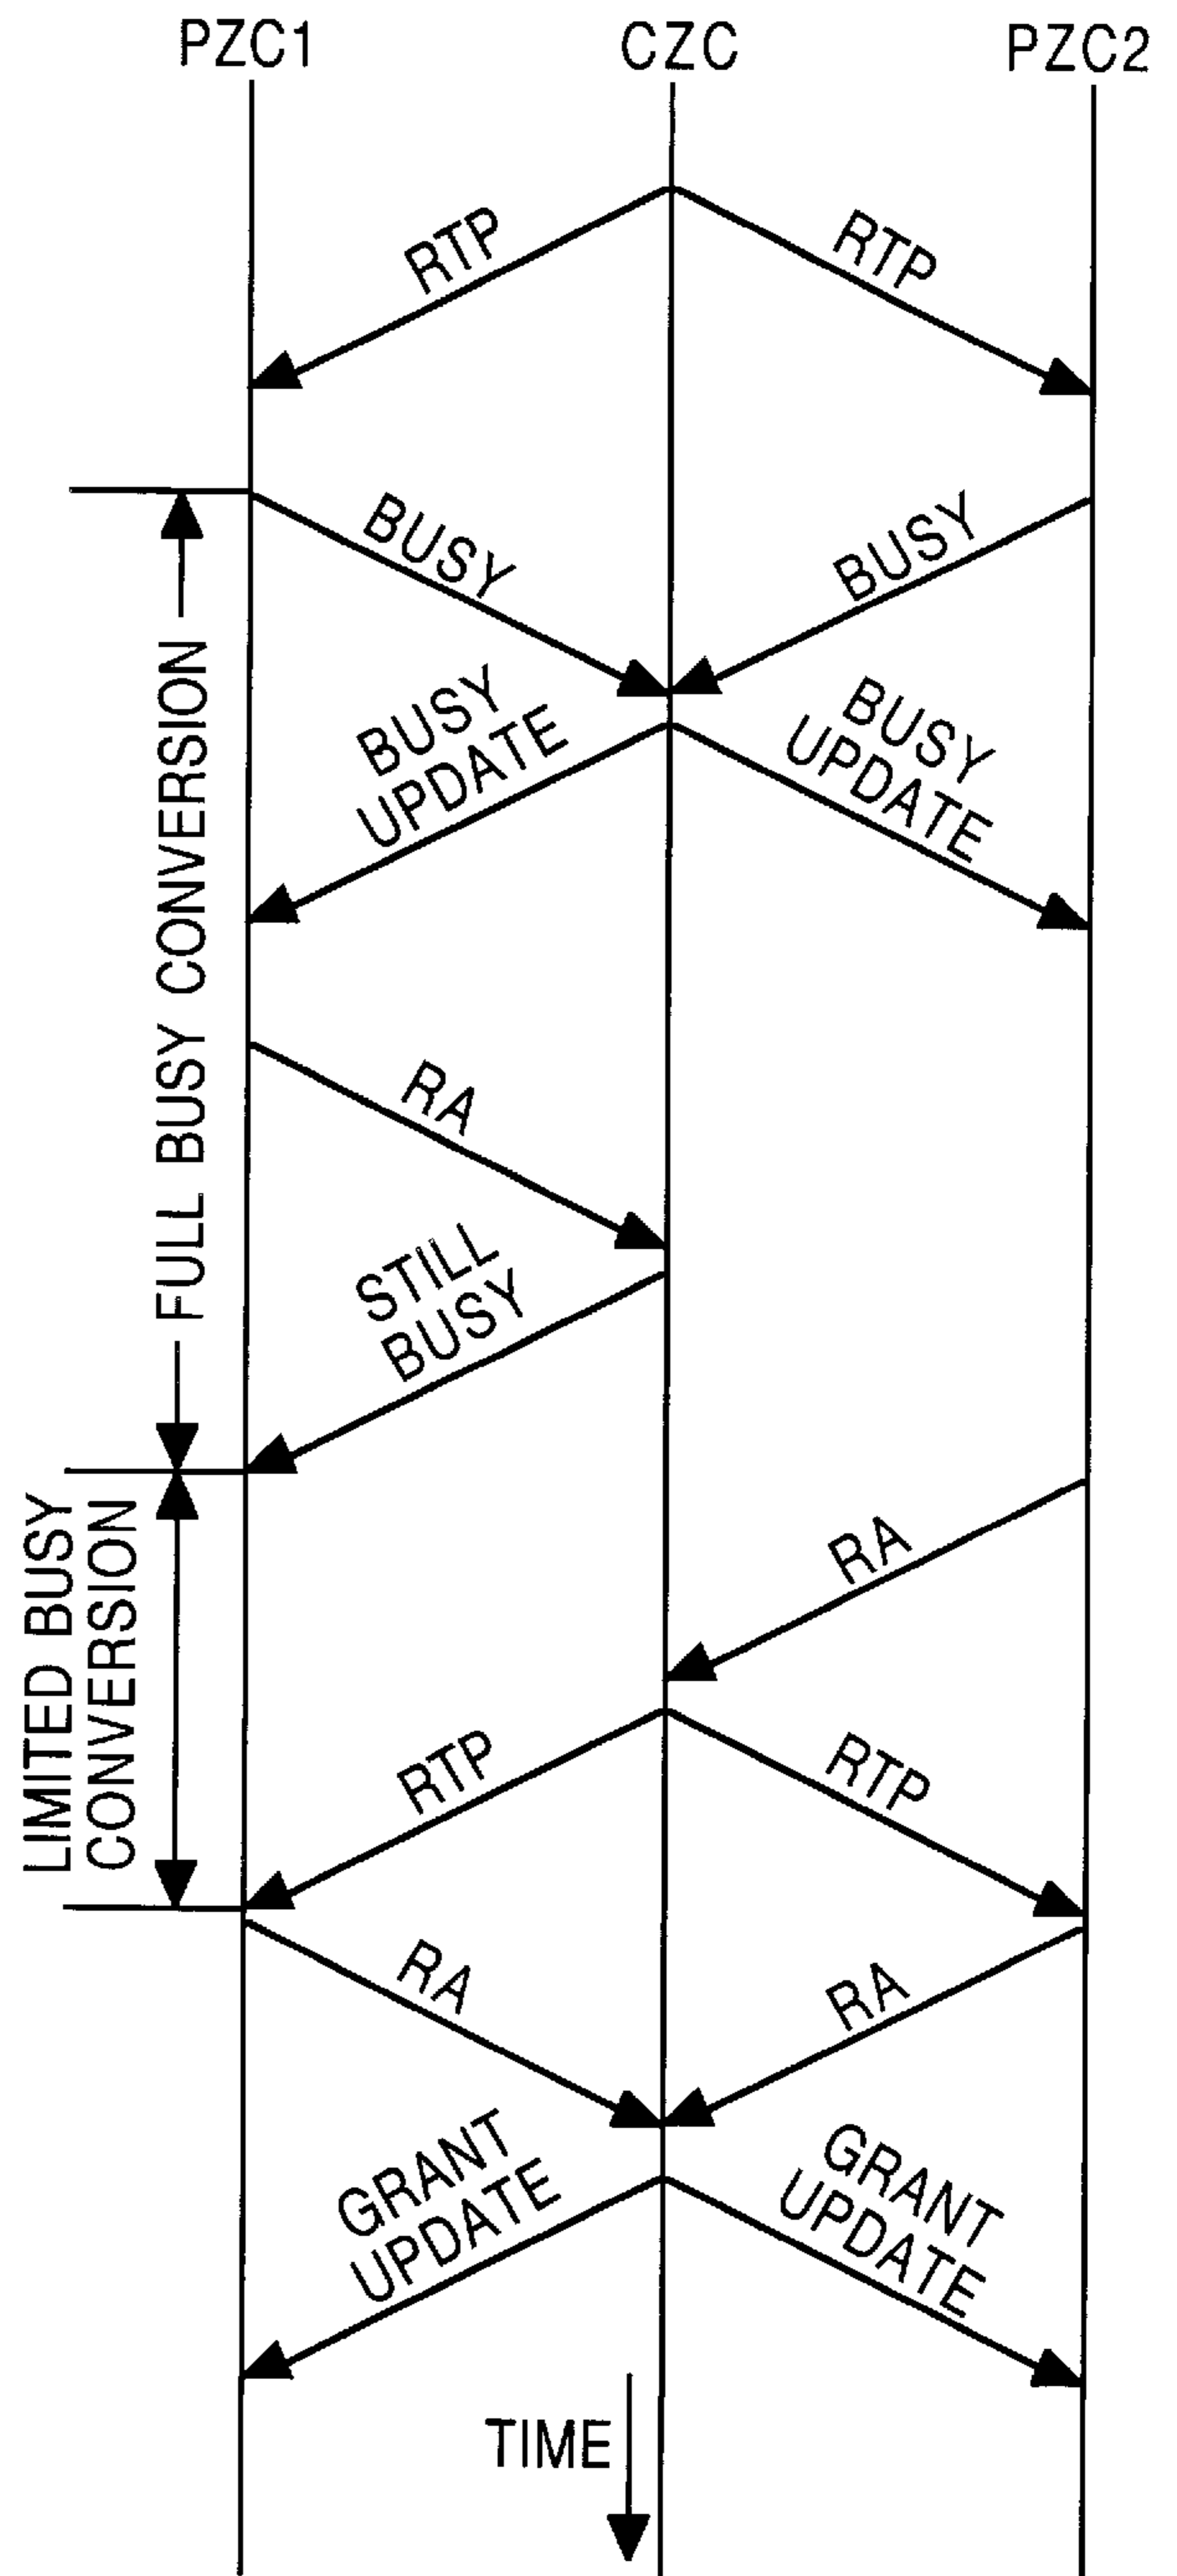 PZC1
CZC
PZC2
RTP
RTP
BUSY
BUSY
BUSY
UPDATE
BUSY
UPDATE
FULL BUSY CONVERSION
RA
STILL
BUSY
LIMITED BUSY
CONVERSION
RA
RTP
RTP
RA
RA
GRANT
UPDATE
GRANT
UPDATE
TIME